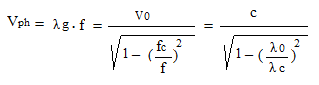 Vph = λg · f = V0 / √(1 − (fc / f)²) = c / √(1 − (λ0 / λc)²)